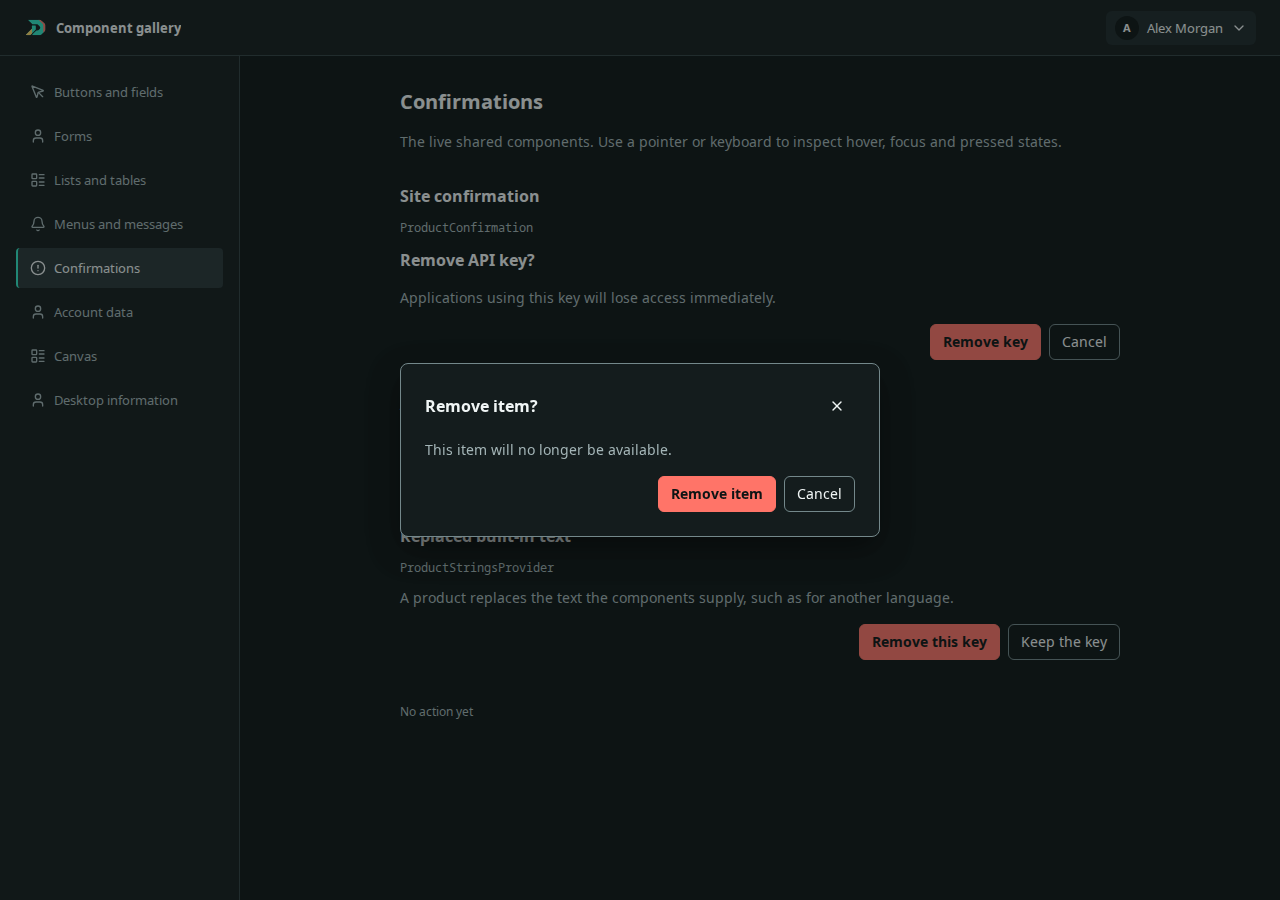 Component gallery
A
Alex Morgan
Buttons and fields
Forms
Lists and tables
Menus and messages
Confirmations
Account data
Canvas
Desktop information
Confirmations
The live shared components. Use a pointer or keyboard to inspect hover, focus and pressed states.
Site confirmation
ProductConfirmation
Remove API key?
Applications using this key will lose access immediately.
Remove key
Cancel
Remove item?
This item will no longer be available.
Remove item
Cancel
Replaced built-in text
ProductStringsProvider
A product replaces the text the components supply, such as for another language.
Remove this key
Keep the key
No action yet